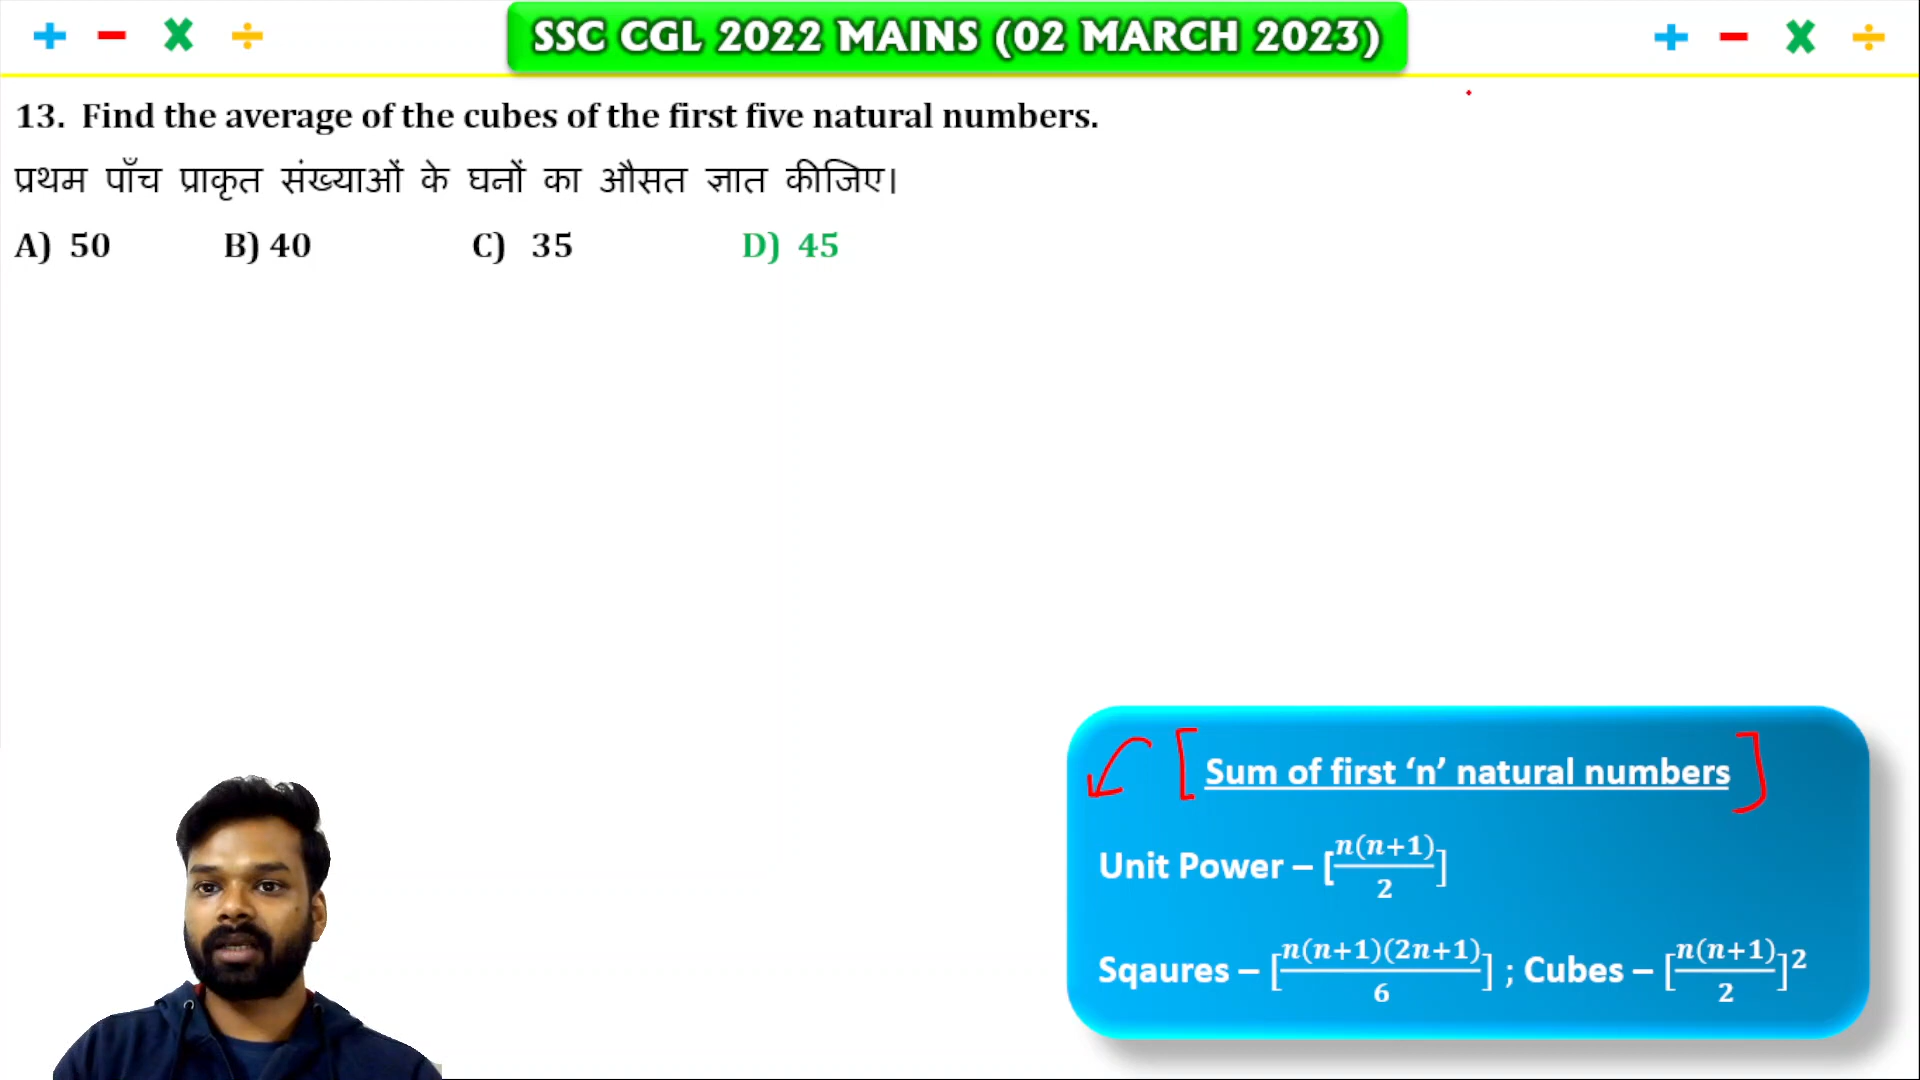 + − × ÷ SSC CGL 2022 MAINS (02 MARCH 2023) + − × ÷
13. Find the average of the cubes of the first five natural numbers.
प्रथम पाँच प्राकृत संख्याओं के घनों का औसत ज्ञात कीजिए।
A) 50 B) 40 C) 35 D) 45
[Sum of first ‘n’ natural numbers]
Unit Power – [n(n+1)/2]
Sqaures – [n(n+1)(2n+1)/6] ; Cubes – [n(n+1)/2]²